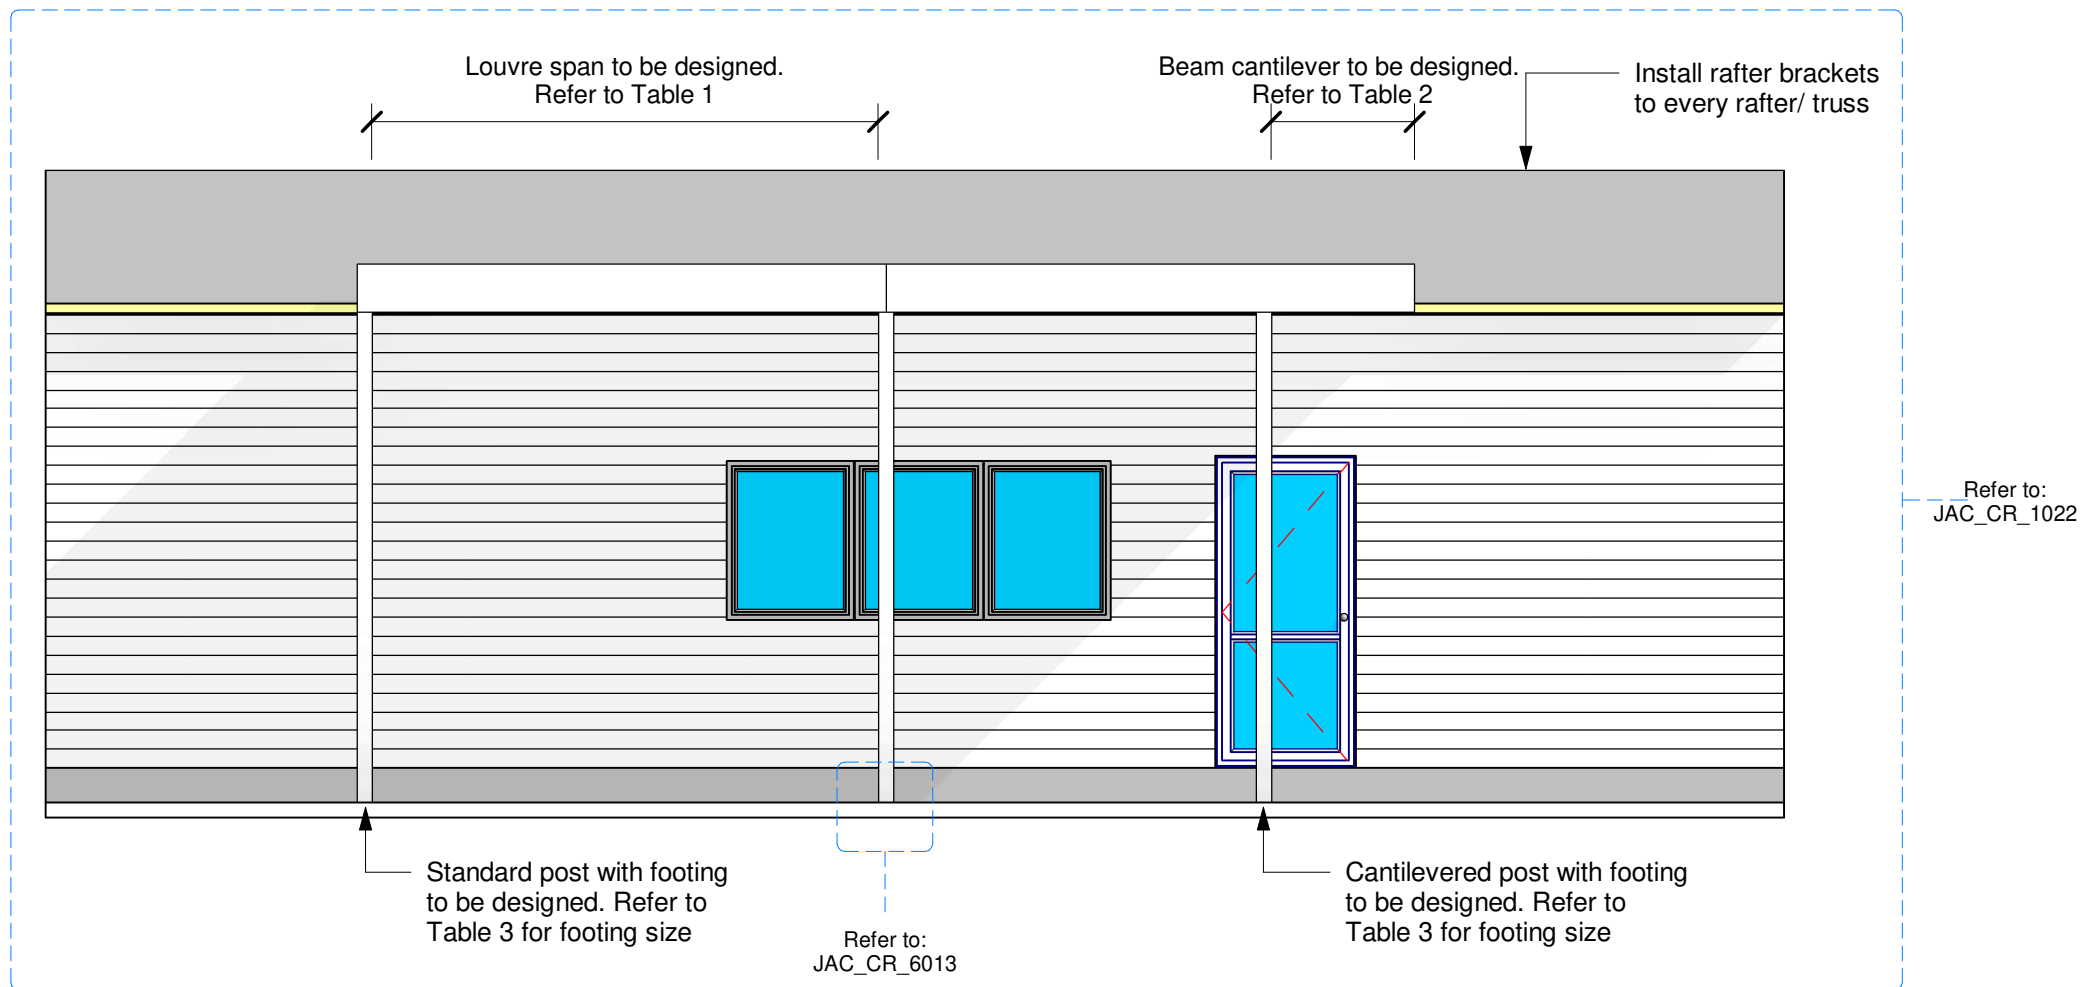 Louvre span to be designed.
Refer to Table 1
Beam cantilever to be designed.
Refer to Table 2
Install rafter brackets
to every rafter/ truss
Refer to:
JAC_CR_1022
Standard post with footing
to be designed. Refer to
Table 3 for footing size
Refer to:
JAC_CR_6013
Cantilevered post with footing
to be designed. Refer to
Table 3 for footing size